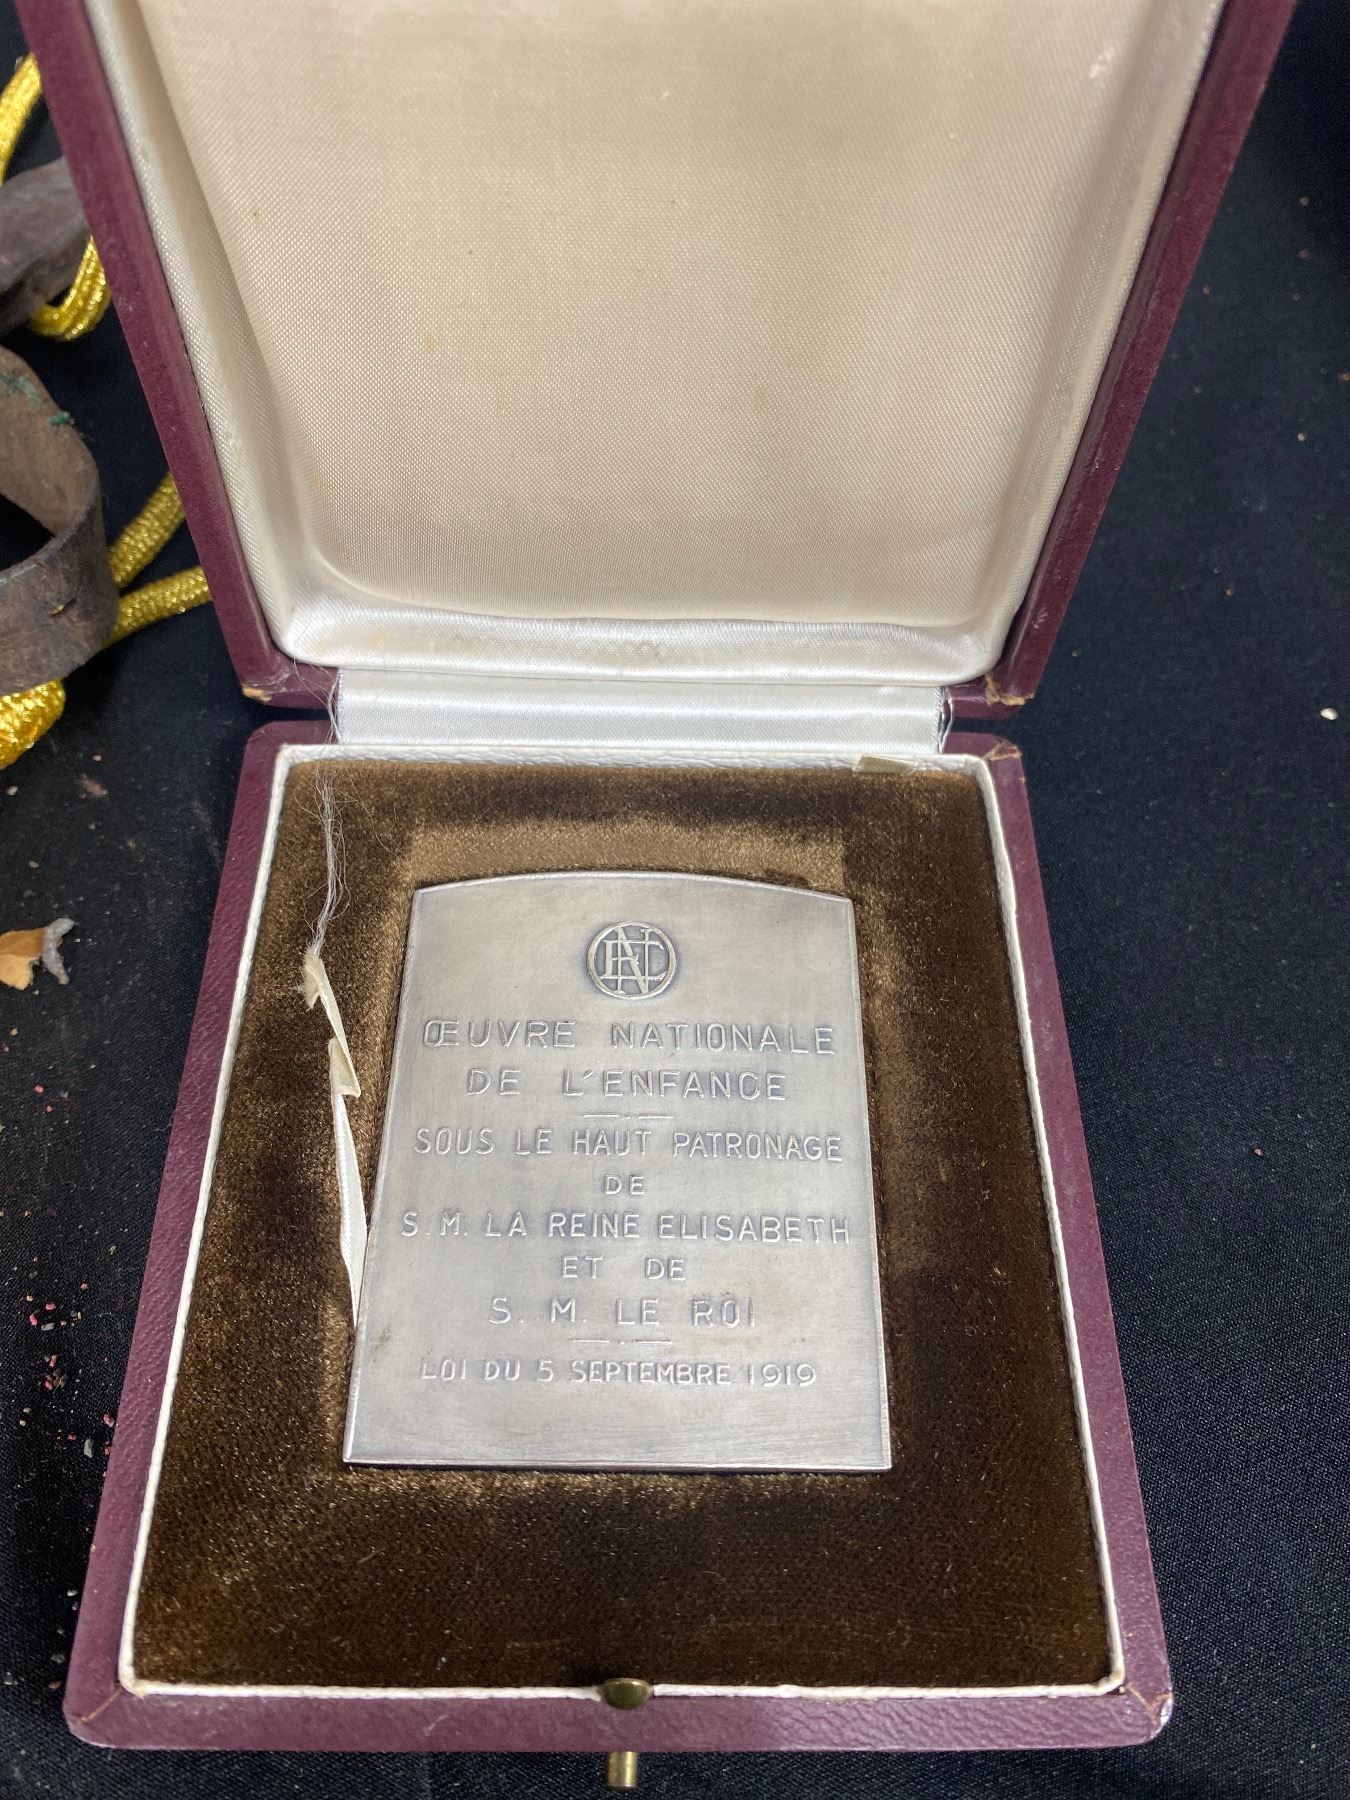 ŒUVRE NATIONALE
DE L'ENFANCE
SOUS LE HAUT PATRONAGE
DE
S. M. LA REINE ELISABETH
ET DE
S. M. LE ROI
LOI DU 5 SEPTEMBRE 1919